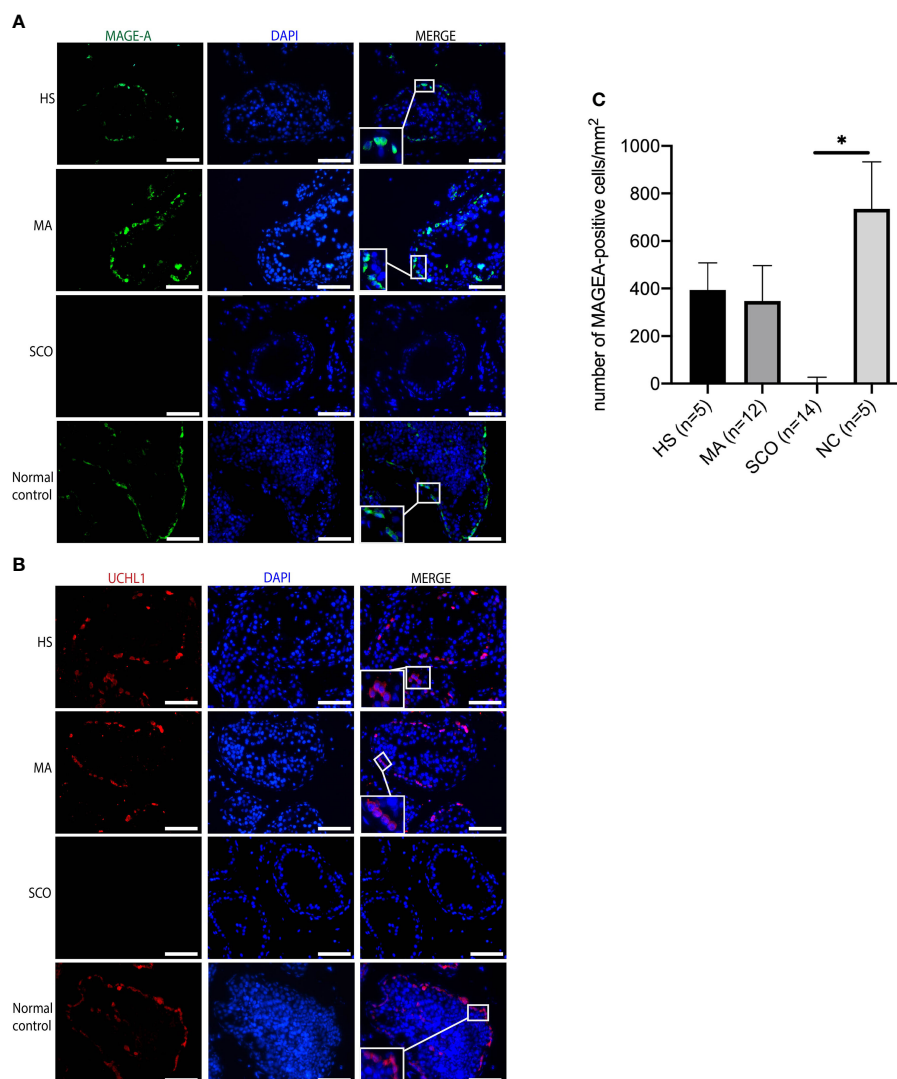 A
MAGE-A DAPI MERGE
HS
MA
SCO
Normal
control
B
UCHL1 DAPI MERGE
HS
MA
SCO
Normal
control
C
number of MAGEA-positive cells/mm²
1000
800
600
400
200
0
*
HS (n=5) MA (n=12) SCO (n=14) NC (n=5)